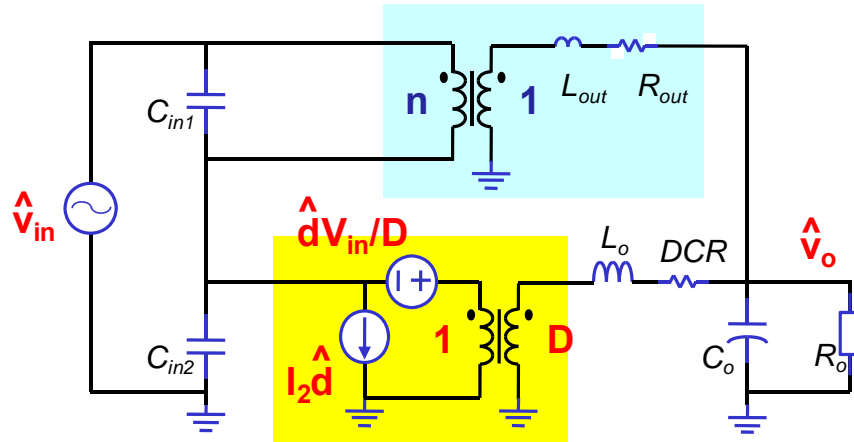 C_in1
n
1
L_out
R_out
v̂_in
d̂V_in/D
L_o
DCR
v̂_o
C_in2
I_2d̂
1
D
C_o
R_o